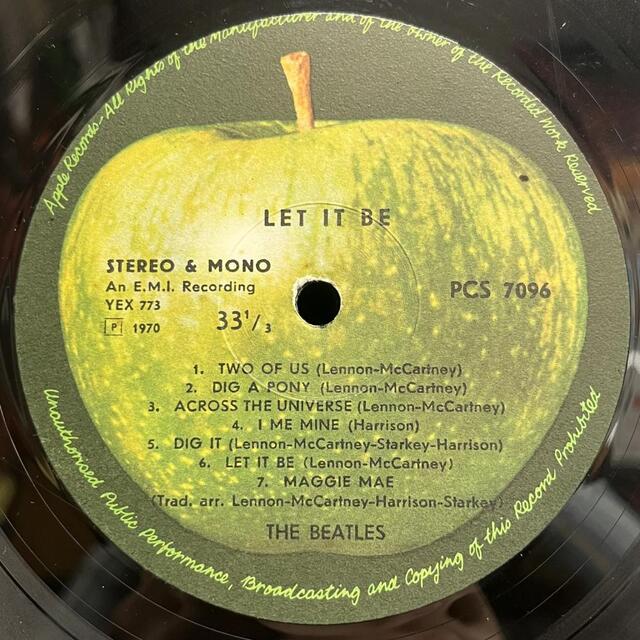 Apple Records-All Rights of the Manufacturer and of the Owner of the Recorded Work Reserved
LET IT BE
STEREO & MONO
An E.M.I. Recording
YEX 773
P 1970
33 1/3
PCS 7096
1. TWO OF US (Lennon-McCartney)
2. DIG A PONY (Lennon-McCartney)
3. ACROSS THE UNIVERSE (Lennon-McCartney)
4. I ME MINE (Harrison)
5. DIG IT (Lennon-McCartney-Starkey-Harrison)
6. LET IT BE (Lennon-McCartney)
7. MAGGIE MAE
(Trad. arr. Lennon-McCartney-Harrison-Starkey)
THE BEATLES
Unauthorised Public Performance, Broadcasting and Copying of this Record Prohibited